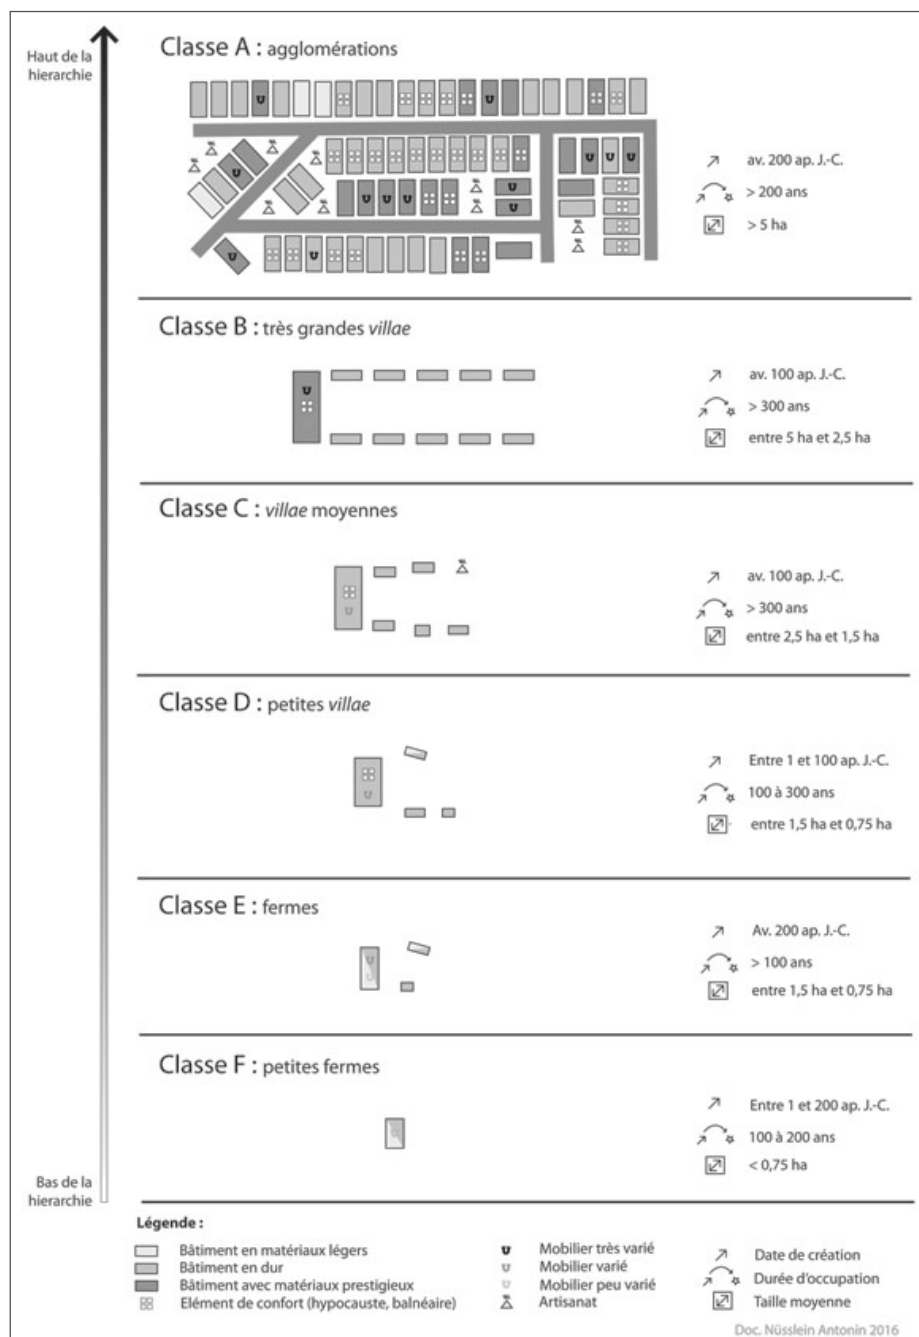 Haut de la
hierarchie
Classe A : agglomérations
av. 200 ap. J.-C.
> 200 ans
> 5 ha
Classe B : très grandes villae
av. 100 ap. J.-C.
> 300 ans
entre 5 ha et 2,5 ha
Classe C : villae moyennes
av. 100 ap. J.-C.
> 300 ans
entre 2,5 ha et 1,5 ha
Classe D : petites villae
Entre 1 et 100 ap. J.-C.
100 à 300 ans
entre 1,5 ha et 0,75 ha
Classe E : fermes
Av. 200 ap. J.-C.
> 100 ans
entre 1,5 ha et 0,75 ha
Classe F : petites fermes
Entre 1 et 200 ap. J.-C.
100 à 200 ans
< 0,75 ha
Bas de la
hierarchie
Légende :
Bâtiment en matériaux légers
Bâtiment en dur
Bâtiment avec matériaux prestigieux
Elément de confort (hypocauste, balnéaire)
Mobilier très varié
Mobilier varié
Mobilier peu varié
Artisanat
Date de création
Durée d'occupation
Taille moyenne
Doc. Nüsslein Antonin 2016